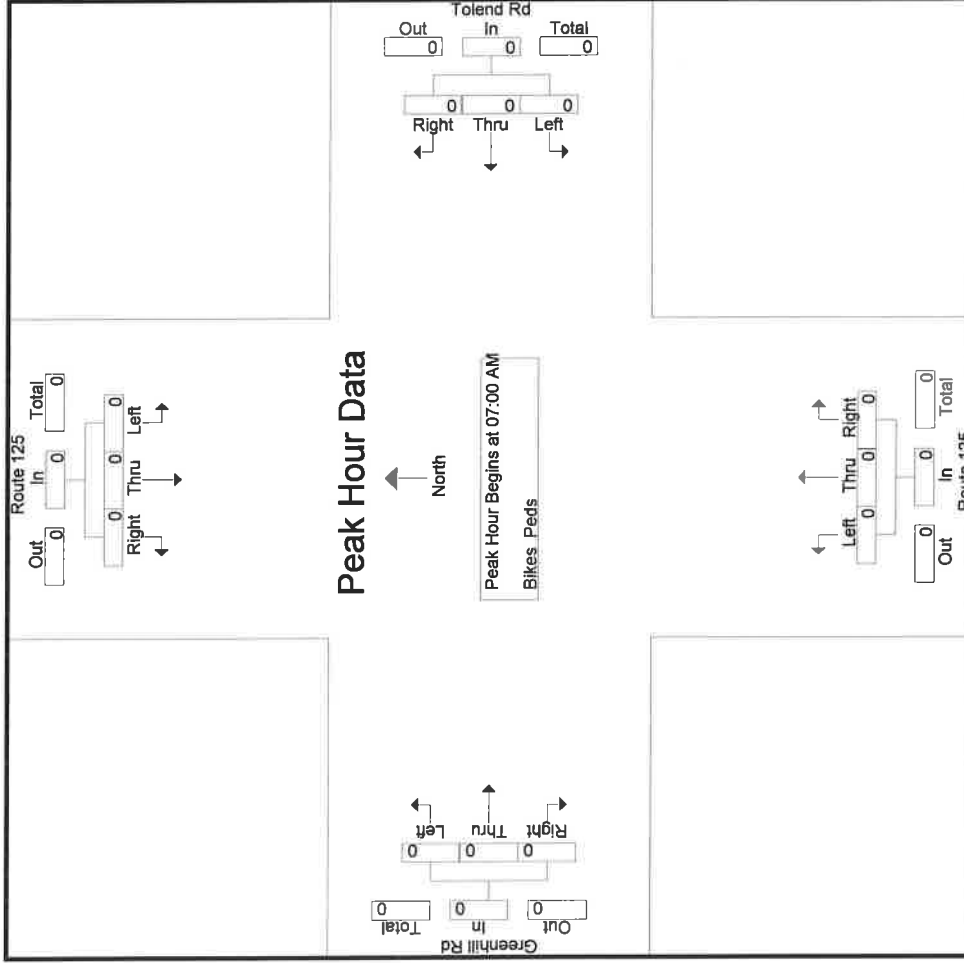 Route 125
Out In Total
0 0 0
0 0 0
Right Thru Left
Tolend Rd
Out In Total
0 0 0
0 0 0
Right Thru Left
Peak Hour Data
North
Peak Hour Begins at 07:00 AM
Bikes Peds
Greenhill Rd
Total In Out
0 0 0
0 0 0
Left Thru Right
Left Thru Right
0 0 0
0 0 0
Out In Total
Route 125